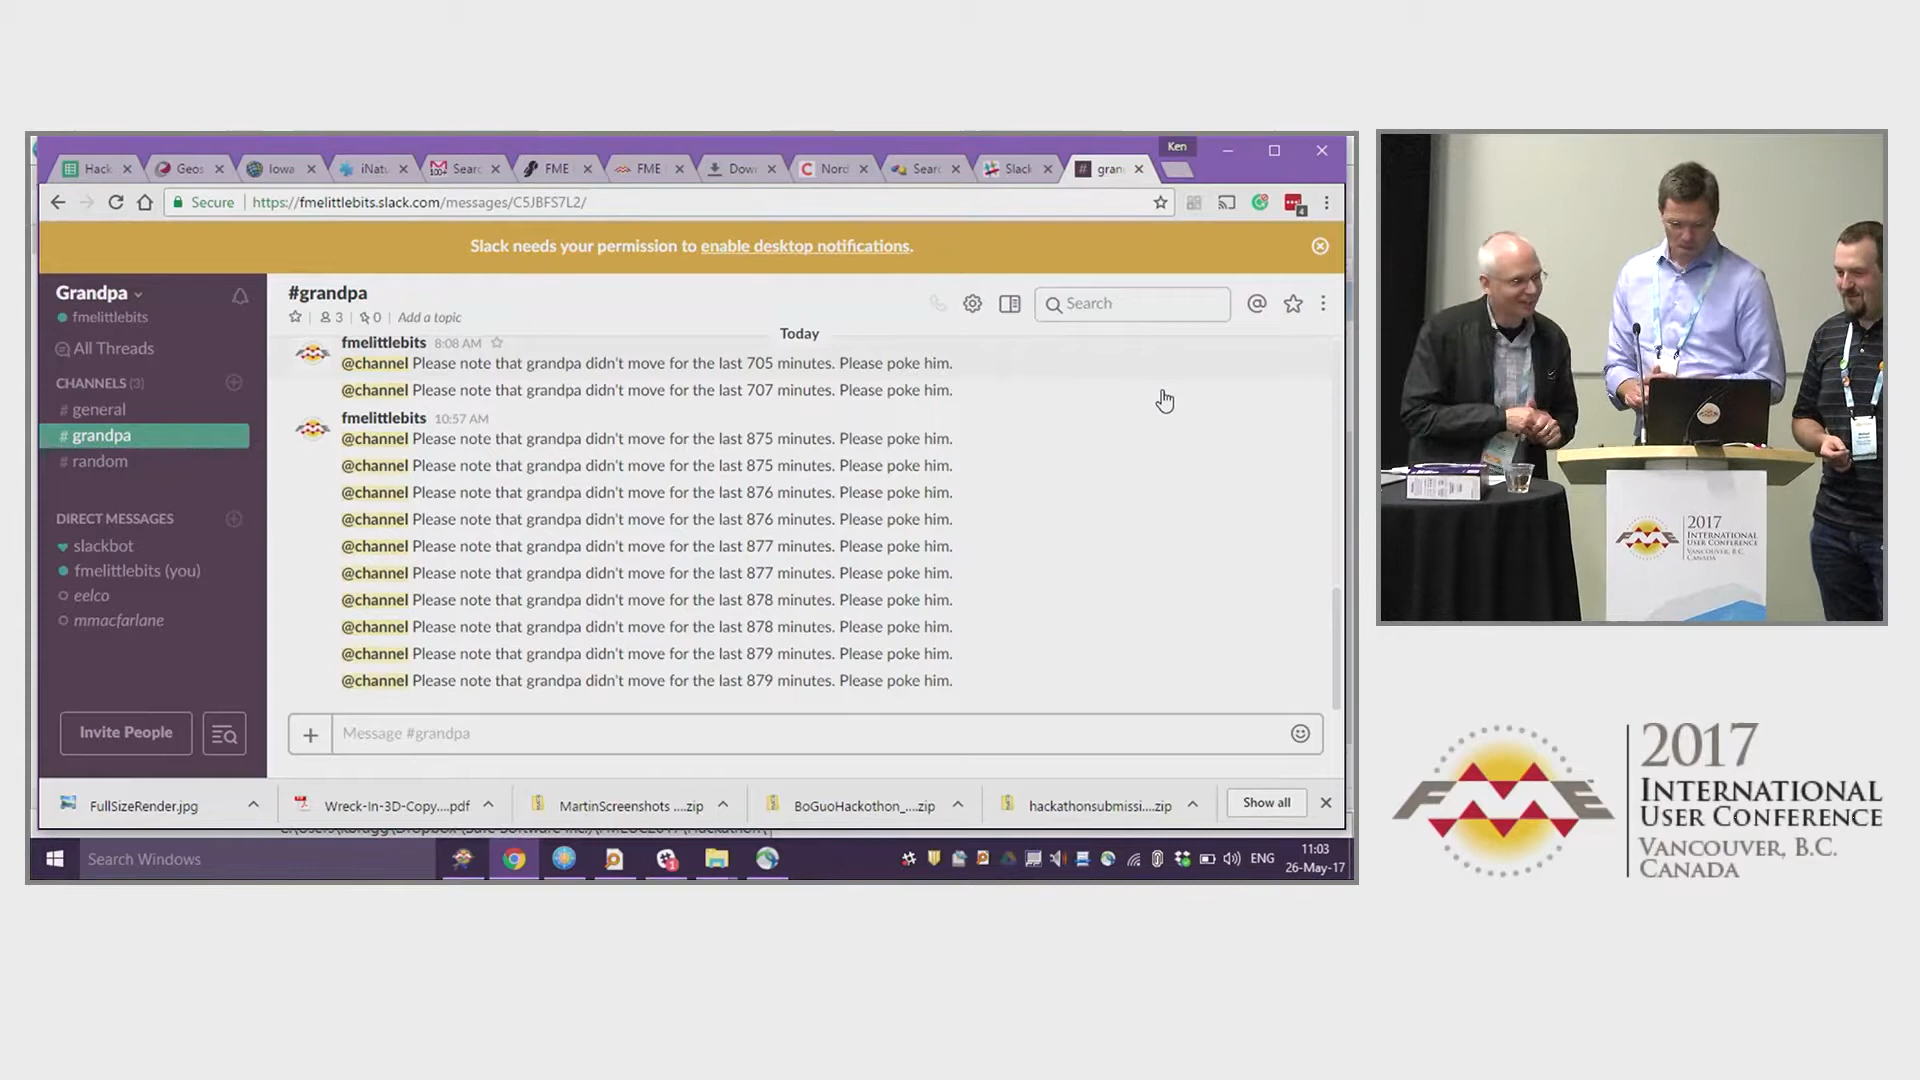 Ken
Hack
Geos
Iowa
iNatu
Searc
FME
FME
Dow
Nord
Searc
Slack
gran
Secure
https://fmelittlebits.slack.com/messages/C5JBFS7L2/
Slack needs your permission to enable desktop notifications.
Grandpa
fmelittlebits
All Threads
CHANNELS (3)
# general
# grandpa
# random
DIRECT MESSAGES
slackbot
fmelittlebits (you)
eelco
mmacfarlane
Invite People
#grandpa
3
0
Add a topic
Search
Today
fmelittlebits 8:08 AM
@channel Please note that grandpa didn't move for the last 705 minutes. Please poke him.
@channel Please note that grandpa didn't move for the last 707 minutes. Please poke him.
fmelittlebits 10:57 AM
@channel Please note that grandpa didn't move for the last 875 minutes. Please poke him.
@channel Please note that grandpa didn't move for the last 875 minutes. Please poke him.
@channel Please note that grandpa didn't move for the last 876 minutes. Please poke him.
@channel Please note that grandpa didn't move for the last 876 minutes. Please poke him.
@channel Please note that grandpa didn't move for the last 877 minutes. Please poke him.
@channel Please note that grandpa didn't move for the last 877 minutes. Please poke him.
@channel Please note that grandpa didn't move for the last 878 minutes. Please poke him.
@channel Please note that grandpa didn't move for the last 878 minutes. Please poke him.
@channel Please note that grandpa didn't move for the last 879 minutes. Please poke him.
@channel Please note that grandpa didn't move for the last 879 minutes. Please poke him.
Message #grandpa
FullSizeRender.jpg
Wreck-In-3D-Copy....pdf
MartinScreenshots ....zip
BoGuoHackothon_....zip
hackathonsubmissi....zip
Show all
Search Windows
ENG
11:03
26-May-17
2017
INTERNATIONAL
USER CONFERENCE
VANCOUVER, B.C.
CANADA
FME
2017
INTERNATIONAL
USER CONFERENCE
VANCOUVER, B.C.
CANADA